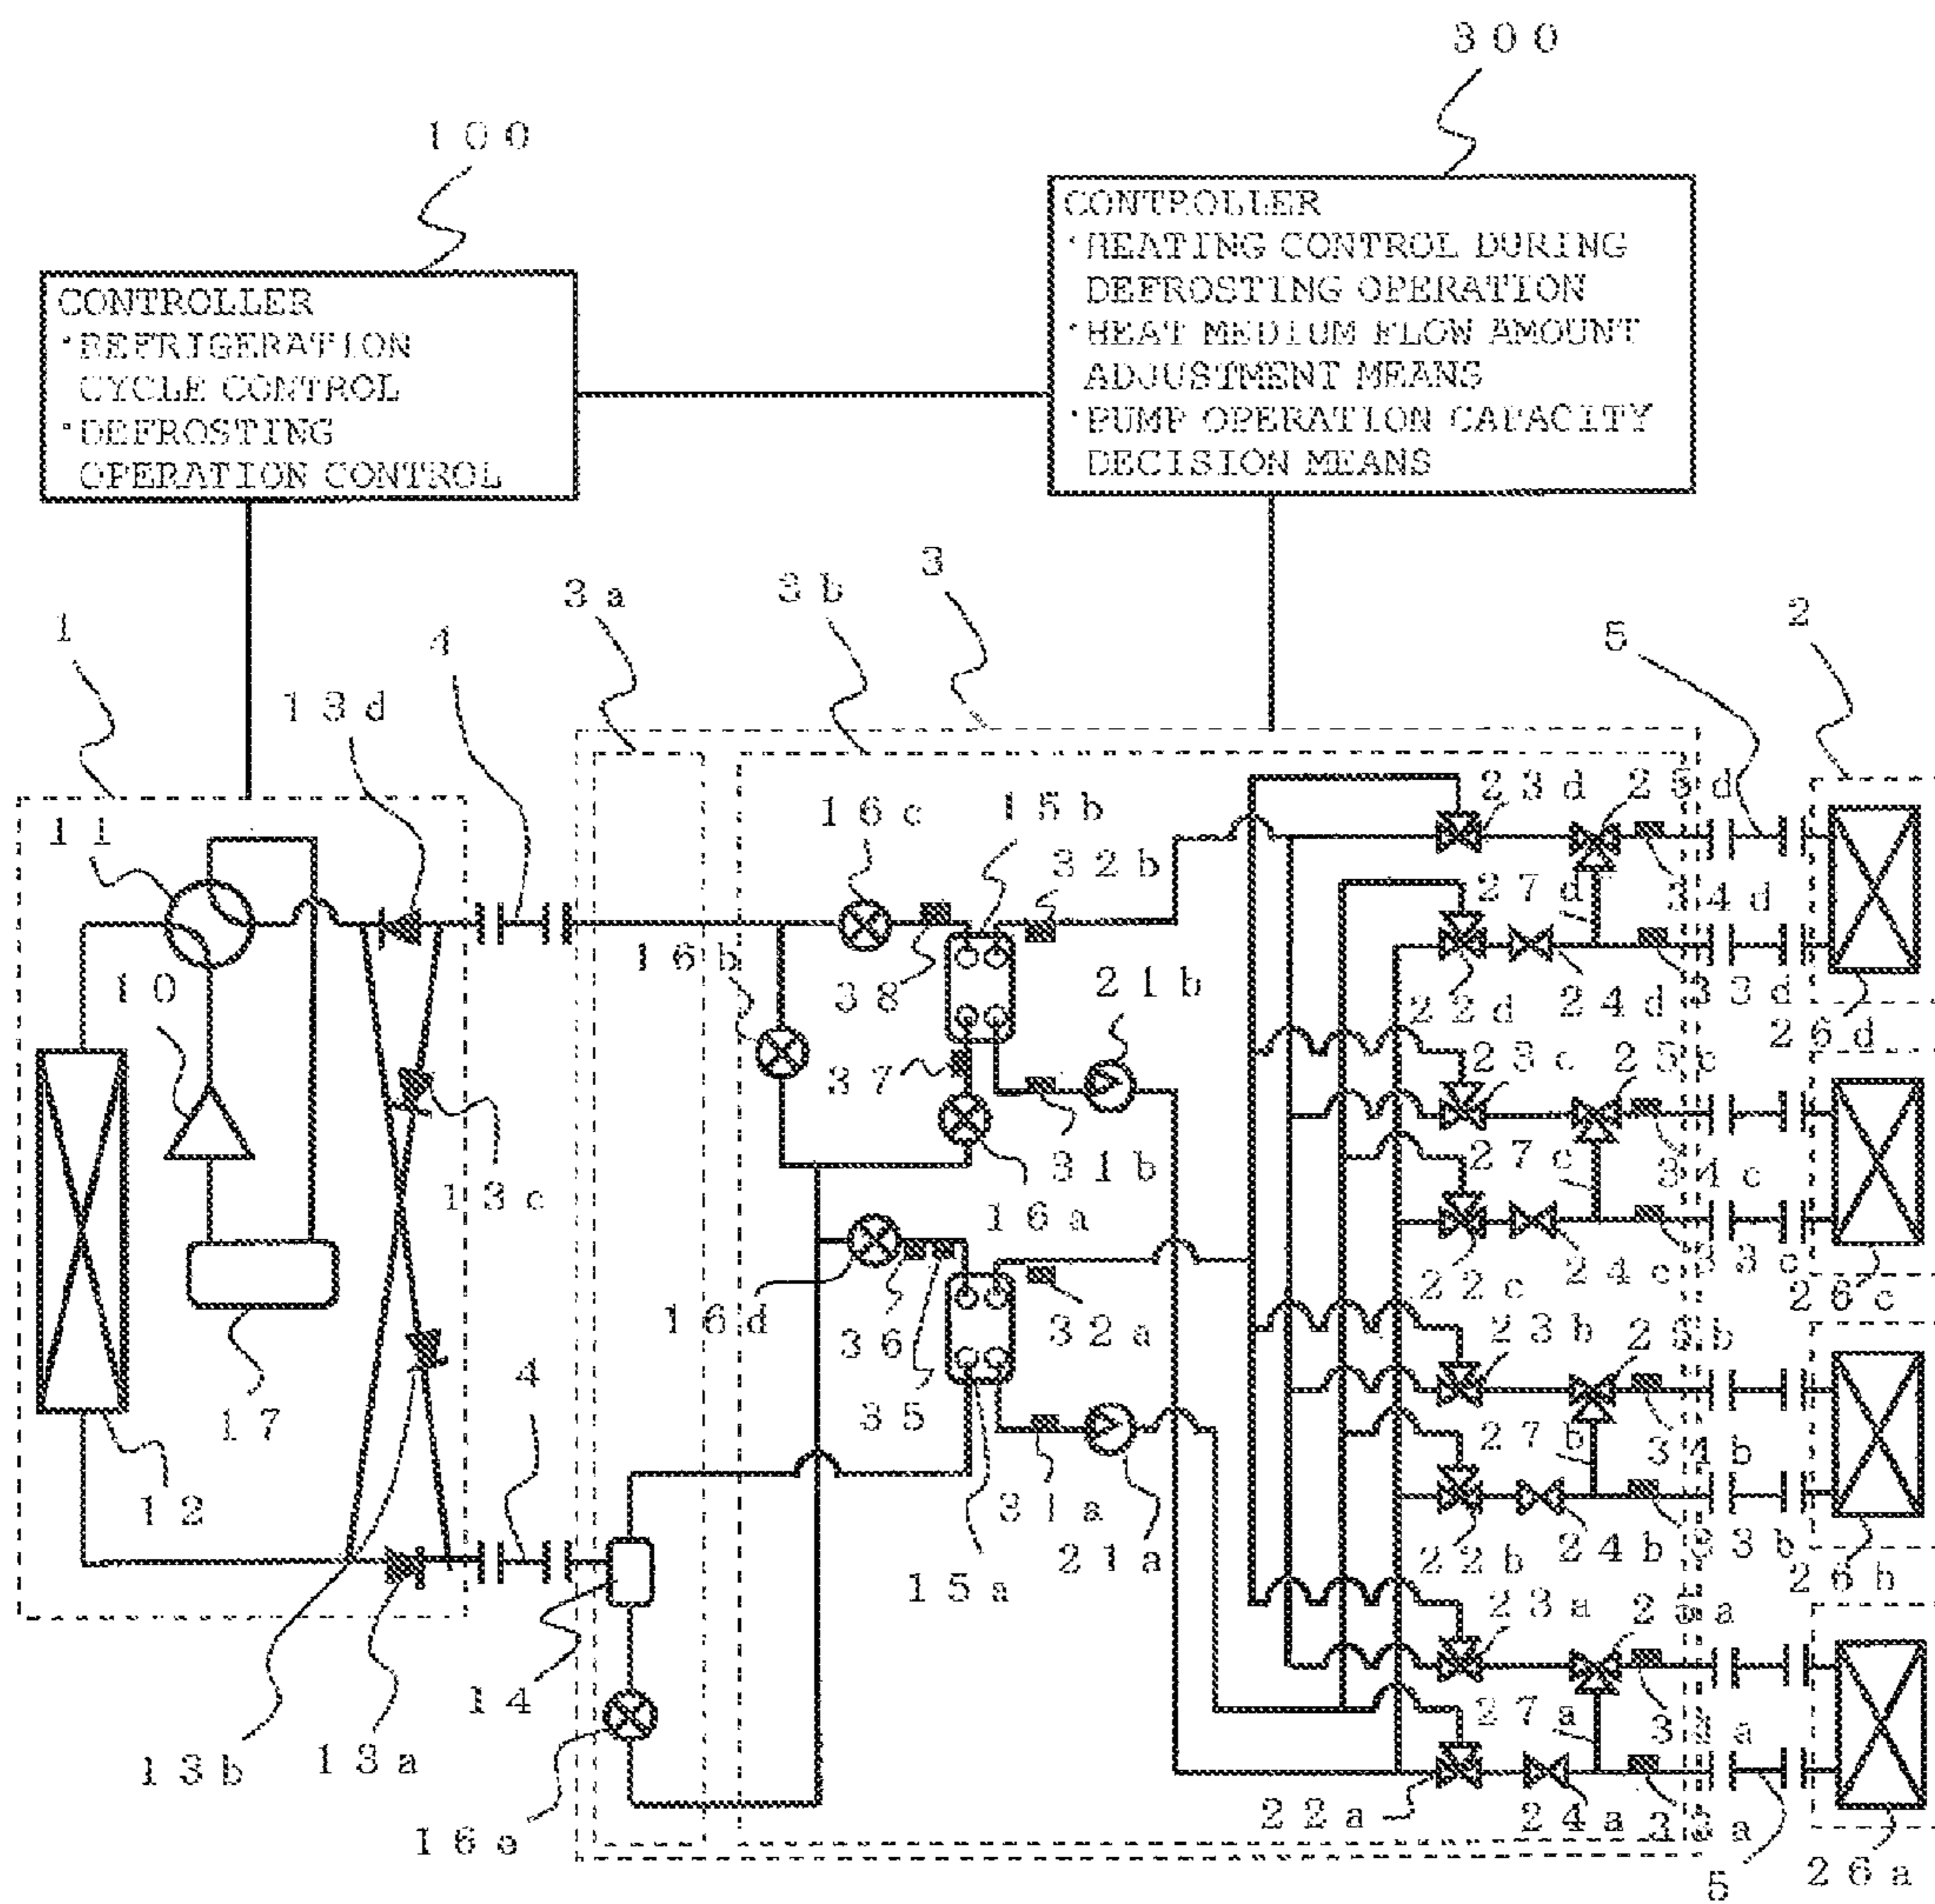 300
100
CONTROLLER
・HEATING CONTROL DURING
DEFROSTING OPERATION
・HEAT MEDIUM FLOW AMOUNT
ADJUSTMENT MEANS
・PUMP OPERATION CAPACITY
DECISION MEANS
CONTROLLER
・REFRIGERATION
CYCLE CONTROL
・DEFROSTING
OPERATION CONTROL
3
3a
3b
1
4
5
2
13d
11
16c
15b
23d
25d
32b
27d
34d
16b
10
38
21b
22d
24d
33d
26d
37
23c
25c
13c
31b
27c
34c
16a
22c
24c
33c
26c
16d
36
32a
23b
25b
4
17
35
27b
34b
12
31a
21a
15a
22b
24b
33b
26b
23a
25a
14
27a
13b
13a
16e
22a
24a
5
26a